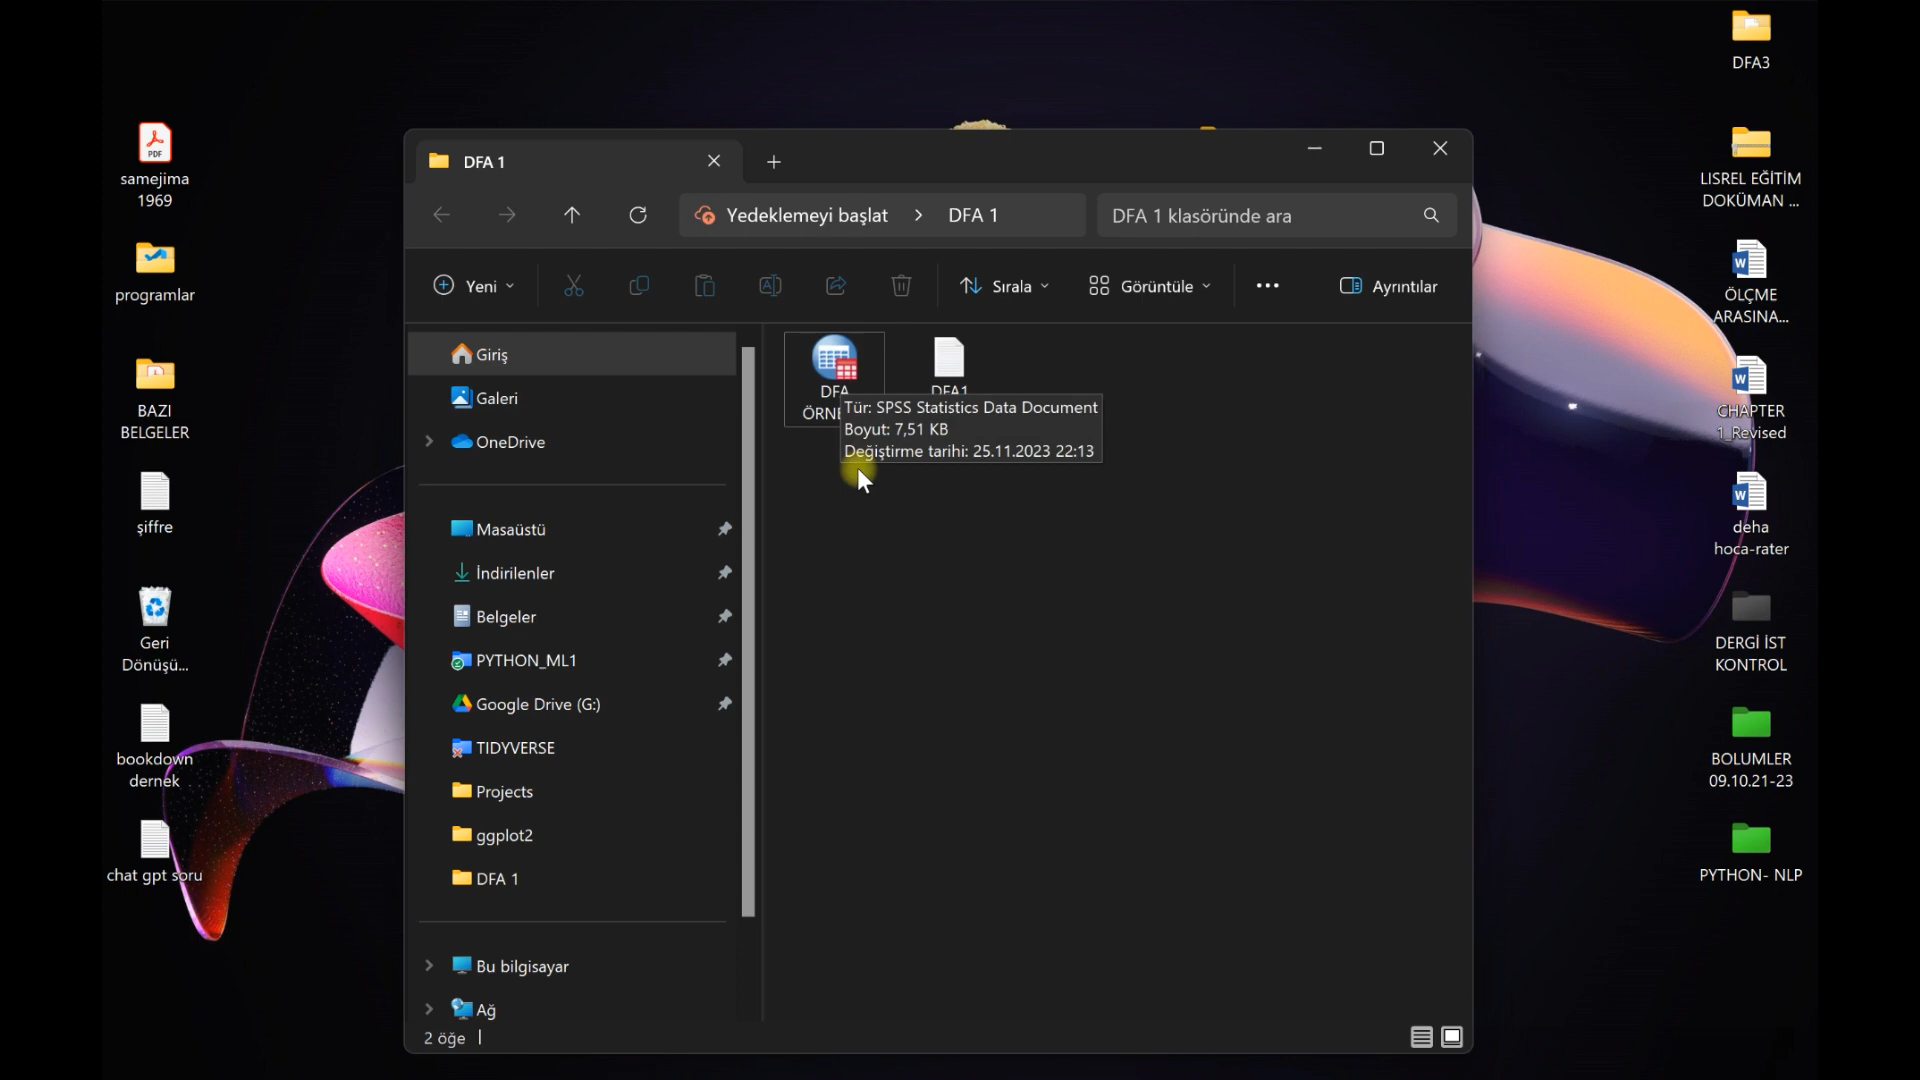 DFA3
samejima
1969
programlar
BAZI
BELGELER
şiffre
Geri
Dönüşü...
bookdown
dernek
chat gpt soru
DFA 1
Yedeklemeyi başlat > DFA 1
DFA 1 klasöründe ara
Yeni
Sırala
Görüntüle
Ayrıntılar
Giriş
Galeri
OneDrive
Masaüstü
İndirilenler
Belgeler
PYTHON_ML1
Google Drive (G:)
TIDYVERSE
Projects
ggplot2
DFA 1
Bu bilgisayar
Ağ
2 öğe
DFA
DFA1
Tür: SPSS Statistics Data Document
Boyut: 7,51 KB
Değiştirme tarihi: 25.11.2023 22:13
LISREL EĞİTİM
DOKÜMAN ...
ÖLÇME
ARASINA...
CHAPTER
1_Revised
deha
hoca-rater
DERGİ İST
KONTROL
BOLUMLER
09.10.21-23
PYTHON- NLP
PDF